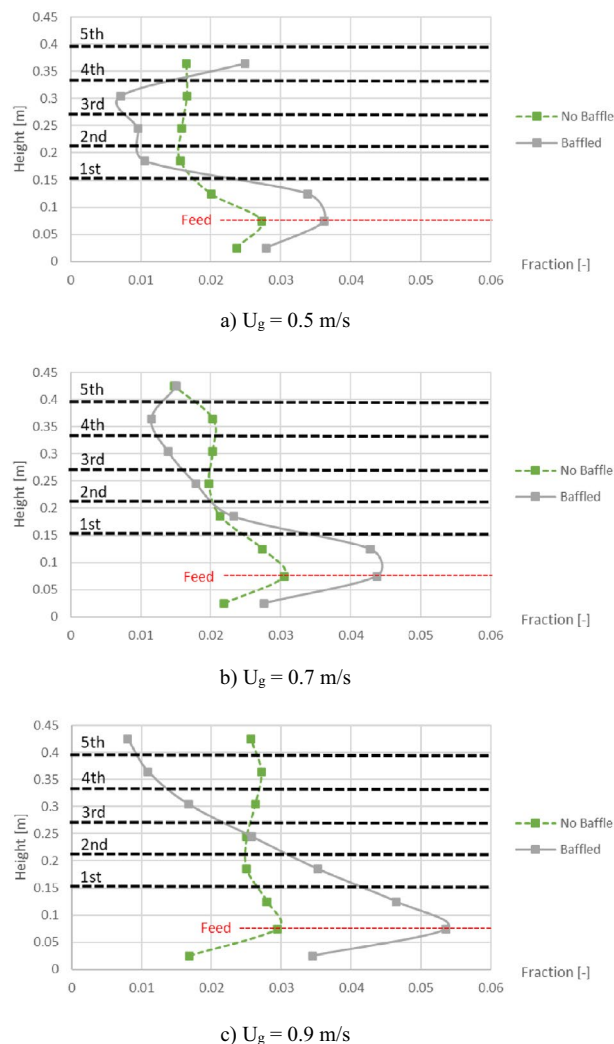 0.45
5th
0.4
4th
0.35
0.3
3rd
0.25
2nd
0.2
1st
0.15
0.1
Feed
0.05
0
Height [m]
0 0.01 0.02 0.03 0.04 0.05 0.06
Fraction [-]
No Baffle
Baffled
a) Ug = 0.5 m/s
0.45
5th
0.4
4th
0.35
0.3
3rd
0.25
2nd
0.2
1st
0.15
0.1
Feed
0.05
0
Height [m]
0 0.01 0.02 0.03 0.04 0.05 0.06
Fraction [-]
No Baffle
Baffled
b) Ug = 0.7 m/s
0.45
5th
0.4
4th
0.35
0.3
3rd
0.25
2nd
0.2
1st
0.15
0.1
Feed
0.05
0
Height [m]
0 0.01 0.02 0.03 0.04 0.05 0.06
Fraction [-]
No Baffle
Baffled
c) Ug = 0.9 m/s